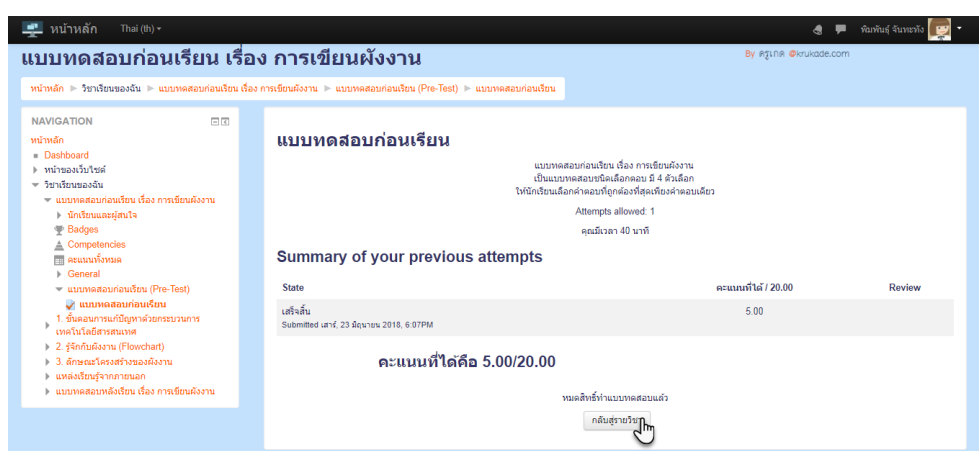 หน้าหลัก Thai (th)
พิมพันธุ์ จันทะทัง
แบบทดสอบก่อนเรียน เรื่อง การเขียนผังงาน
By ครูเกด @krukade.com
หน้าหลัก วิชาเรียนของฉัน แบบทดสอบก่อนเรียน เรื่อง การเขียนผังงาน แบบทดสอบก่อนเรียน (Pre-Test) แบบทดสอบก่อนเรียน
NAVIGATION
หน้าหลัก
Dashboard
หน้าของเว็บไซต์
วิชาเรียนของฉัน
แบบทดสอบก่อนเรียน เรื่อง การเขียนผังงาน
นักเรียนและผู้สนใจ
Badges
Competencies
คะแนนทั้งหมด
General
แบบทดสอบก่อนเรียน (Pre-Test)
แบบทดสอบก่อนเรียน
1. ขั้นตอนการแก้ปัญหาด้วยกระบวนการ
เทคโนโลยีสารสนเทศ
2. รู้จักกับผังงาน (Flowchart)
3. ลักษณะโครงสร้างของผังงาน
แหล่งเรียนรู้จากภายนอก
แบบทดสอบหลังเรียน เรื่อง การเขียนผังงาน
แบบทดสอบก่อนเรียน
แบบทดสอบก่อนเรียน เรื่อง การเขียนผังงาน
เป็นแบบทดสอบชนิดเลือกตอบ มี 4 ตัวเลือก
ให้นักเรียนเลือกคำตอบที่ถูกต้องที่สุดเพียงคำตอบเดียว
Attempts allowed: 1
คุณมีเวลา 40 นาที
Summary of your previous attempts
State คะแนนที่ได้ / 20.00 Review
เสร็จสิ้น 5.00
Submitted เสาร์, 23 มิถุนายน 2018, 6:07PM
คะแนนที่ได้คือ 5.00/20.00
หมดสิทธิ์ทำแบบทดสอบแล้ว
กลับสู่รายวิชา